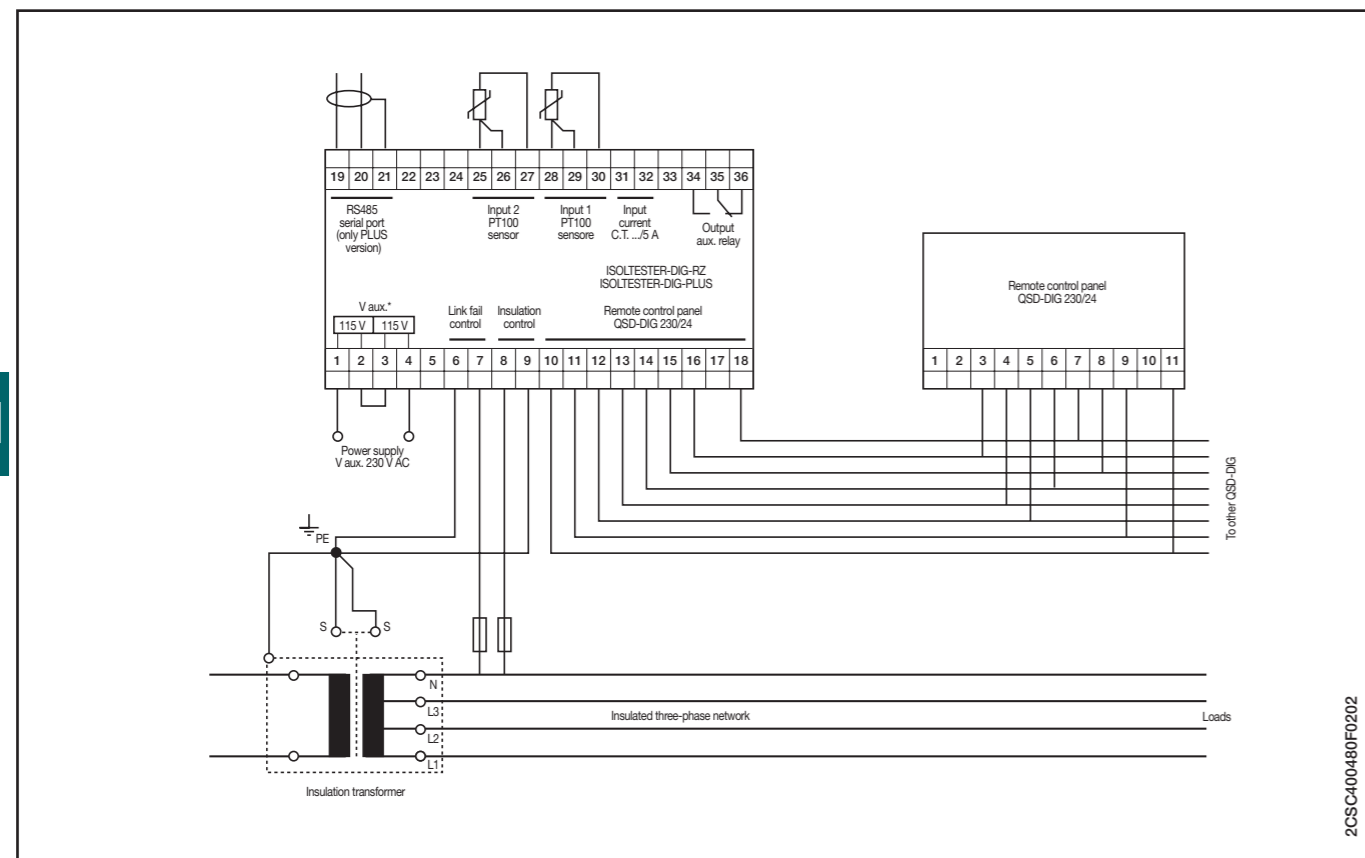 19 20 21 22 23 24 25 26 27 28 29 30 31 32 33 34 35 36
RS485
serial port
(only PLUS
version)
Input 2
PT100
sensor
Input 1
PT100
sensore
Input
current
C.T. .../5 A
Output
aux. relay
ISOLTESTER-DIG-RZ
ISOLTESTER-DIG-PLUS
V aux.*
115 V 115 V
Link fail
control
Insulation
control
Remote control panel
QSD-DIG 230/24
1 2 3 4 5 6 7 8 9 10 11 12 13 14 15 16 17 18
Power supply
V aux. 230 V AC
Remote control panel
QSD-DIG 230/24
1 2 3 4 5 6 7 8 9 10 11
To other QSD-DIG
PE
S S
N
L3
L2
L1
Insulated three-phase network
Loads
Insulation transformer
2CSC400480F0202